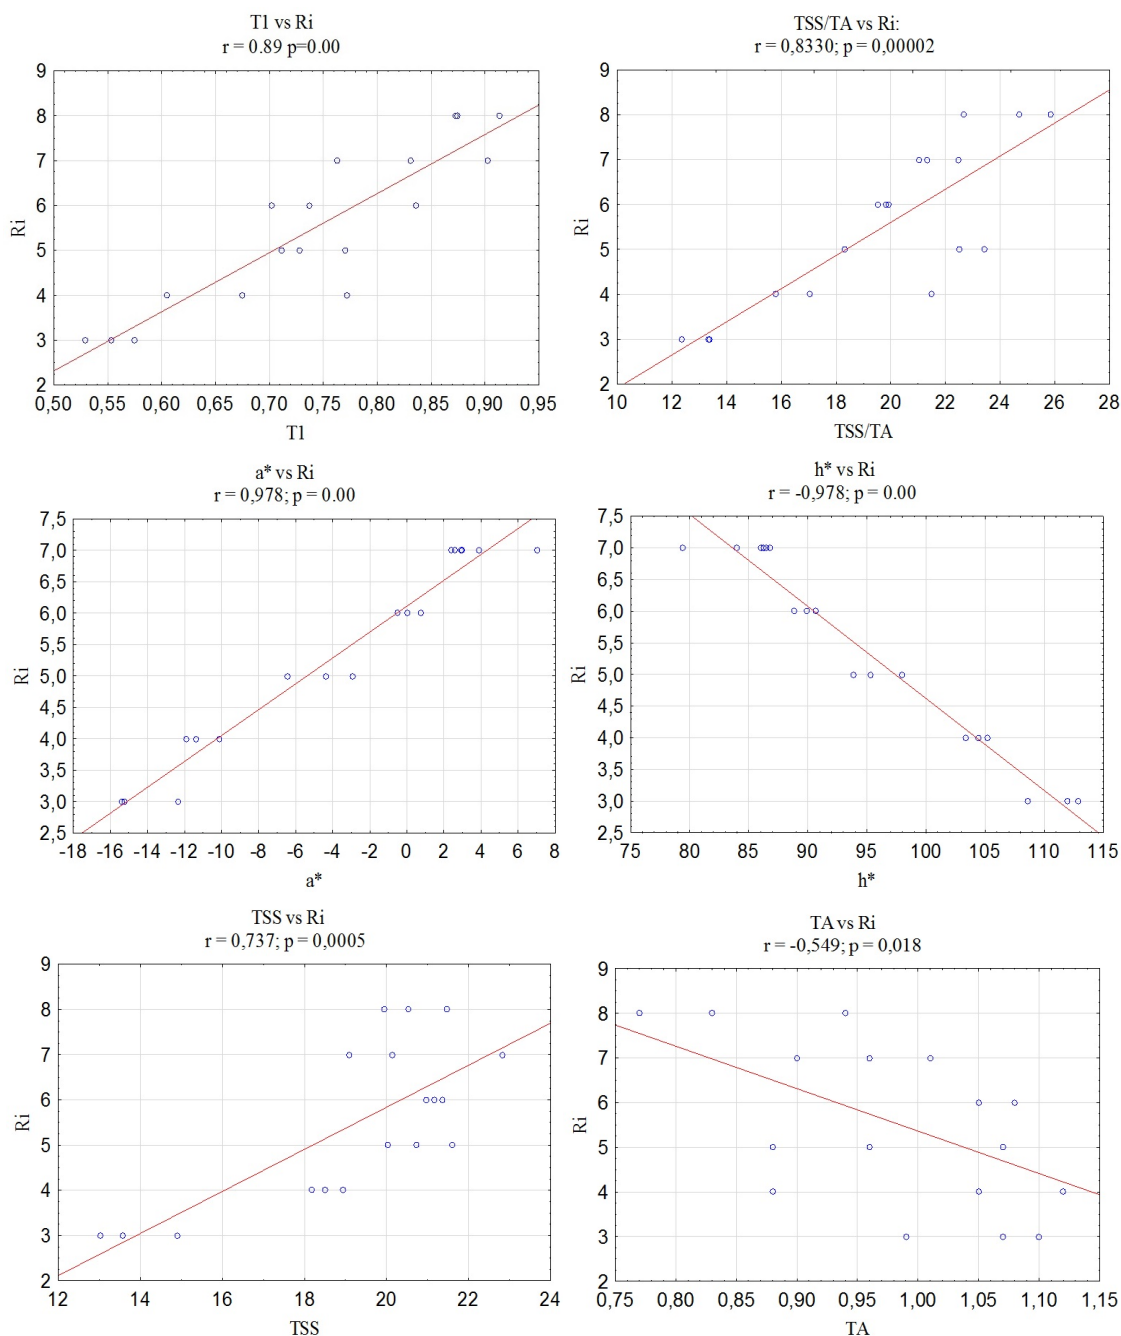 T1 vs Ri
r = 0.89 p=0.00
9
8
7
6
5
4
3
2
Ri
0,50 0,55 0,60 0,65 0,70 0,75 0,80 0,85 0,90 0,95
T1
TSS/TA vs Ri:
r = 0,8330; p = 0,00002
9
8
7
6
5
4
3
2
Ri
10 12 14 16 18 20 22 24 26 28
TSS/TA
a* vs Ri
r = 0,978; p = 0.00
7,5
7,0
6,5
6,0
5,5
5,0
4,5
4,0
3,5
3,0
2,5
Ri
-18 -16 -14 -12 -10 -8 -6 -4 -2 0 2 4 6 8
a*
h* vs Ri
r = -0,978; p = 0.00
7,5
7,0
6,5
6,0
5,5
5,0
4,5
4,0
3,5
3,0
2,5
Ri
75 80 85 90 95 100 105 110 115
h*
TSS vs Ri
r = 0,737; p = 0,0005
9
8
7
6
5
4
3
2
Ri
12 14 16 18 20 22 24
TSS
TA vs Ri
r = -0,549; p = 0,018
9
8
7
6
5
4
3
2
Ri
0,75 0,80 0,85 0,90 0,95 1,00 1,05 1,10 1,15
TA